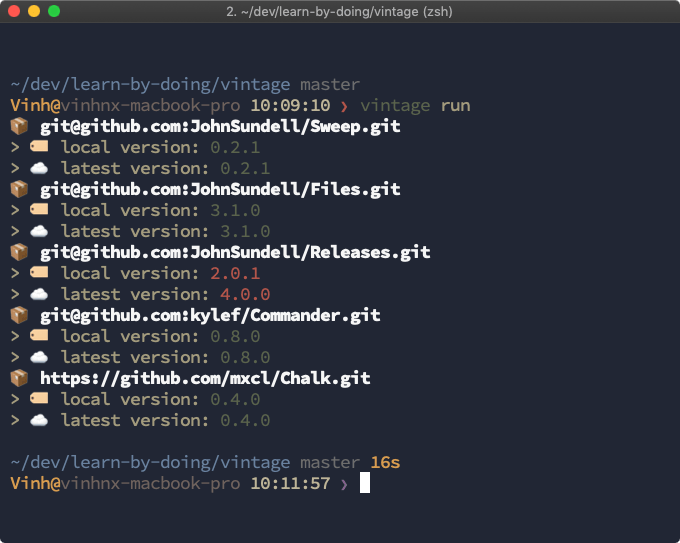 2. ~/dev/learn-by-doing/vintage (zsh)
~/dev/learn-by-doing/vintage master
Vinh@vinhnx-macbook-pro 10:09:10 ❯ vintage run
📦 git@github.com:JohnSundell/Sweep.git
> 🏷 local version: 0.2.1
> ☁️ latest version: 0.2.1
📦 git@github.com:JohnSundell/Files.git
> 🏷 local version: 3.1.0
> ☁️ latest version: 3.1.0
📦 git@github.com:JohnSundell/Releases.git
> 🏷 local version: 2.0.1
> ☁️ latest version: 4.0.0
📦 git@github.com:kylef/Commander.git
> 🏷 local version: 0.8.0
> ☁️ latest version: 0.8.0
📦 https://github.com/mxcl/Chalk.git
> 🏷 local version: 0.4.0
> ☁️ latest version: 0.4.0
~/dev/learn-by-doing/vintage master 16s
Vinh@vinhnx-macbook-pro 10:11:57 ❯